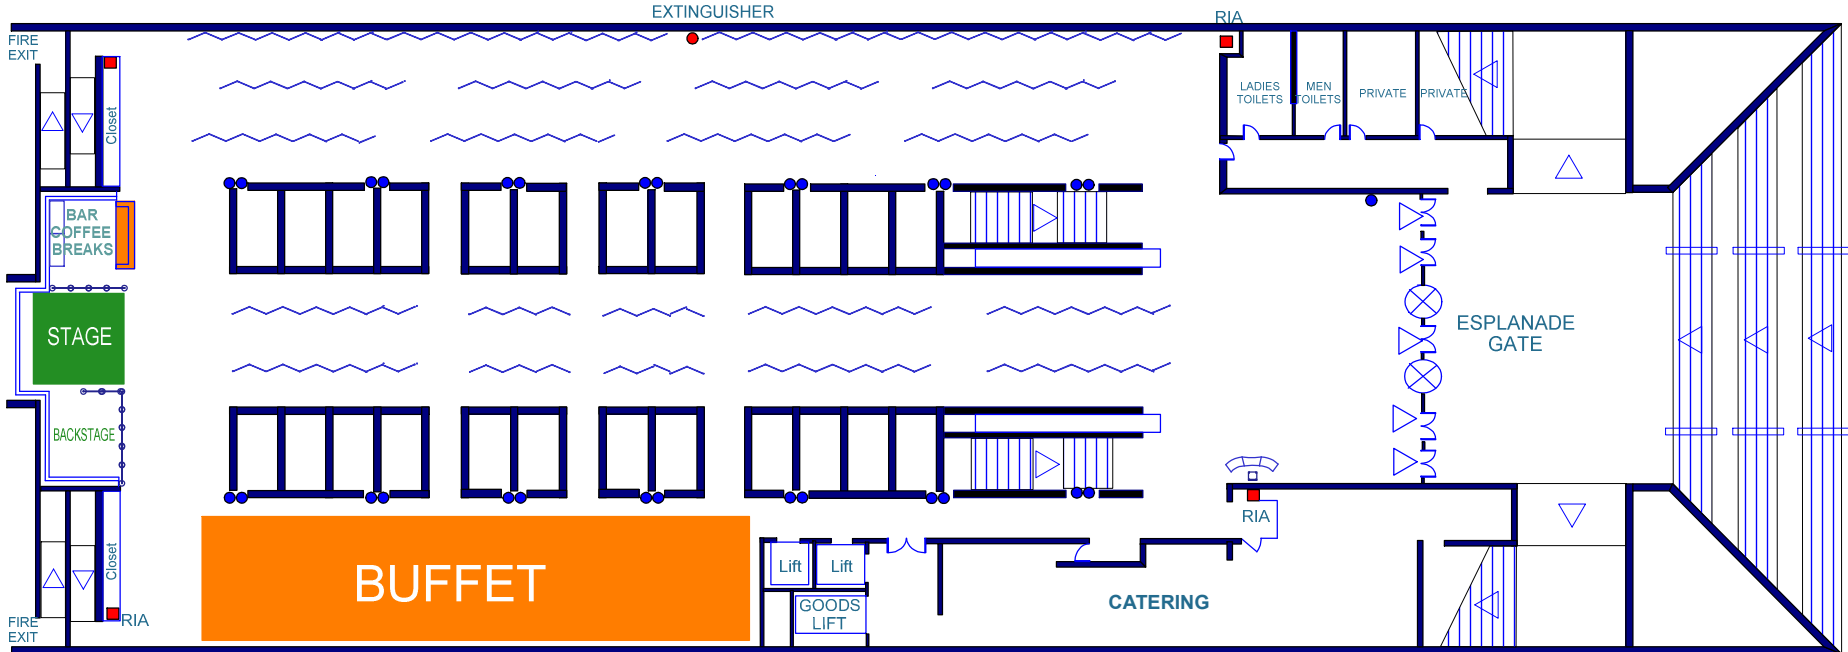 EXTINGUISHER
RIA
FIRE
EXIT
LADIES
TOILETS
MEN
TOILETS
PRIVATE
PRIVATE
Closet
BAR
COFFEE
BREAKS
STAGE
ESPLANADE
GATE
BACKSTAGE
RIA
Closet
BUFFET
Lift
Lift
CATERING
GOODS
LIFT
FIRE
EXIT
RIA